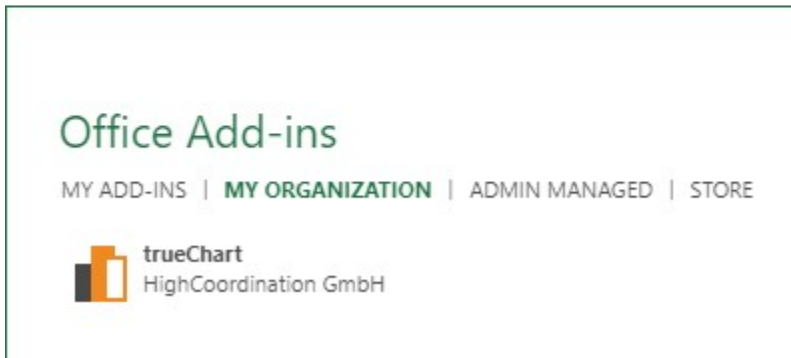 Office Add-ins
MY ADD-INS | MY ORGANIZATION | ADMIN MANAGED | STORE
trueChart
HighCoordination GmbH